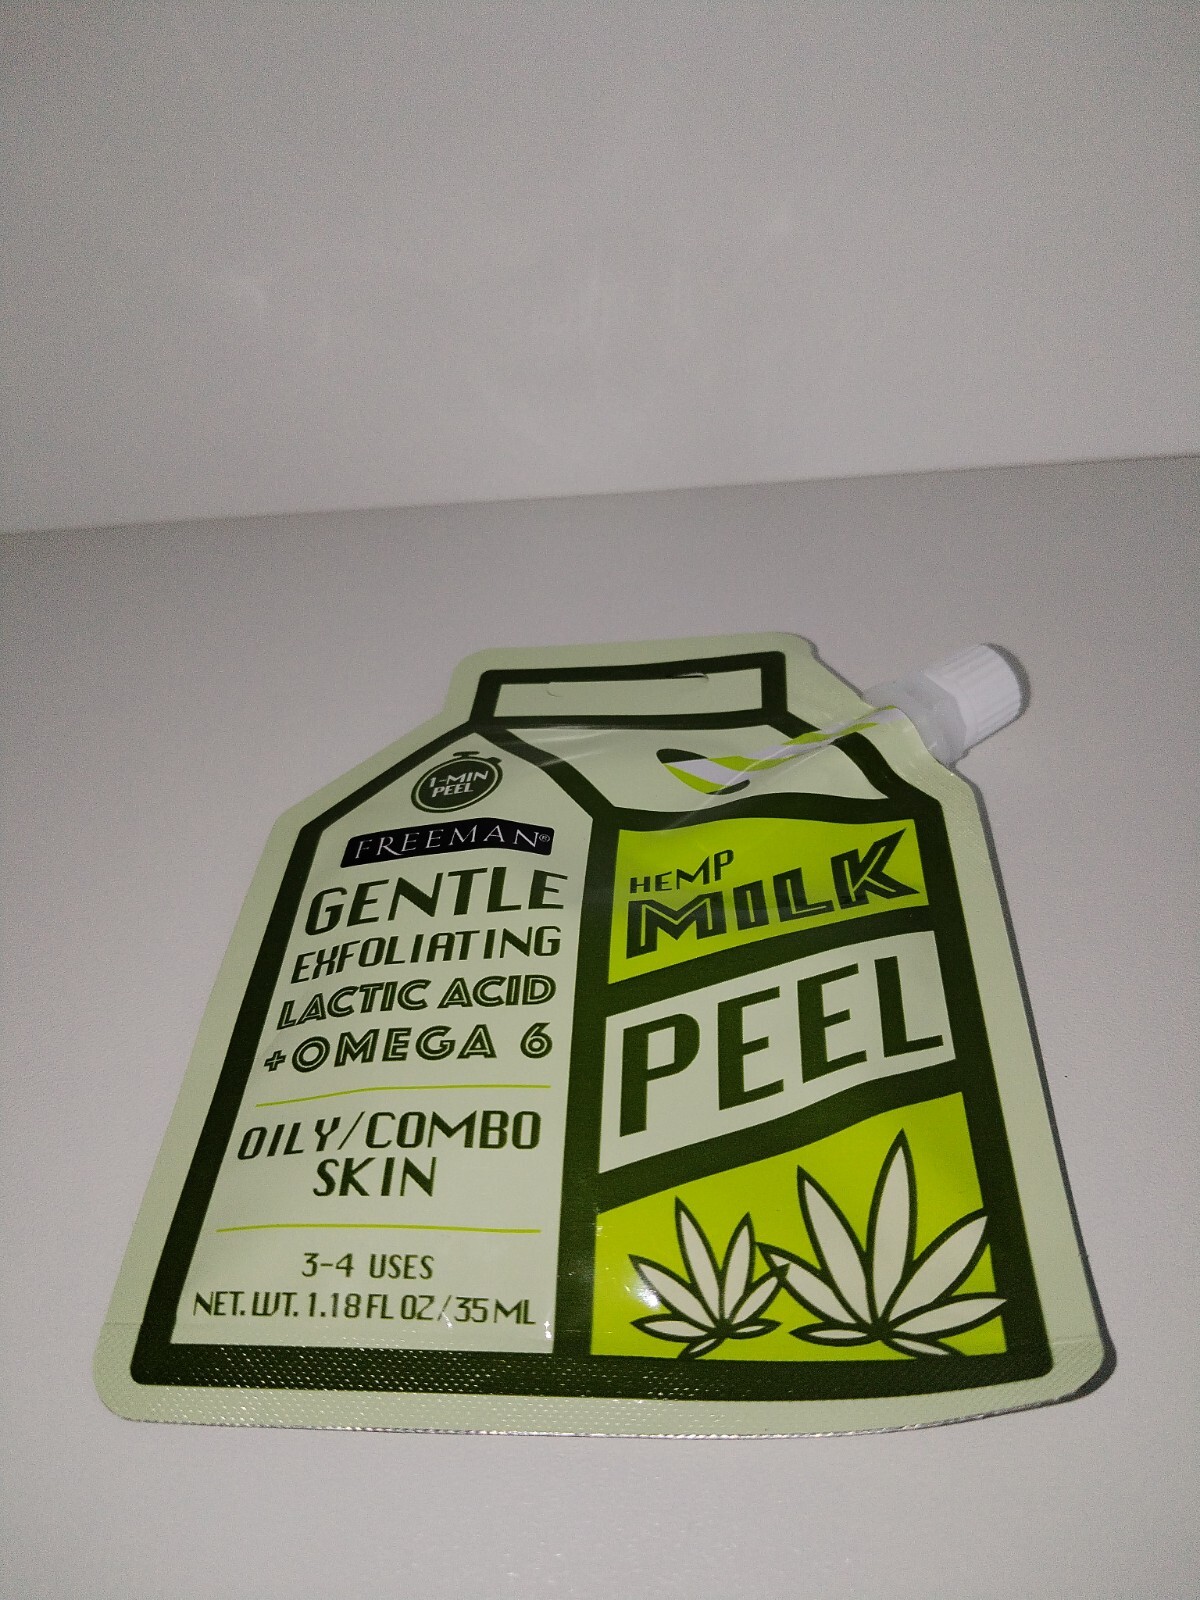 1-MIN
PEEL
FREEMAN®
GENTLE
EXFOLIATING
LACTIC ACID
+OMEGA 6
OILY/COMBO
SKIN
3-4 USES
NET. WT. 1.18 FL OZ/35 ML
HEMP
MILK
PEEL